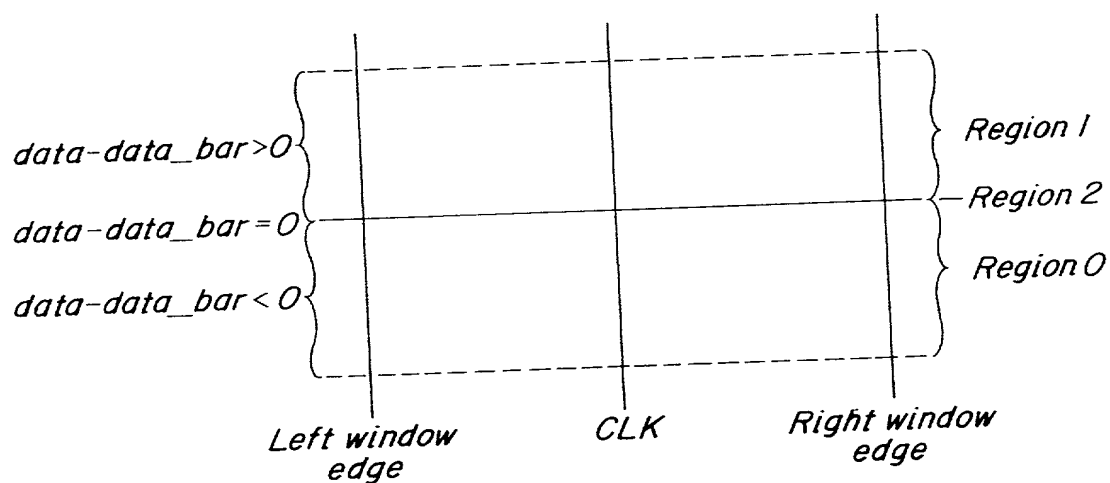 data-data_bar>0
data-data_bar=0
data-data_bar<0
Region 1
Region 2
Region 0
Left window
edge
CLK
Right window
edge